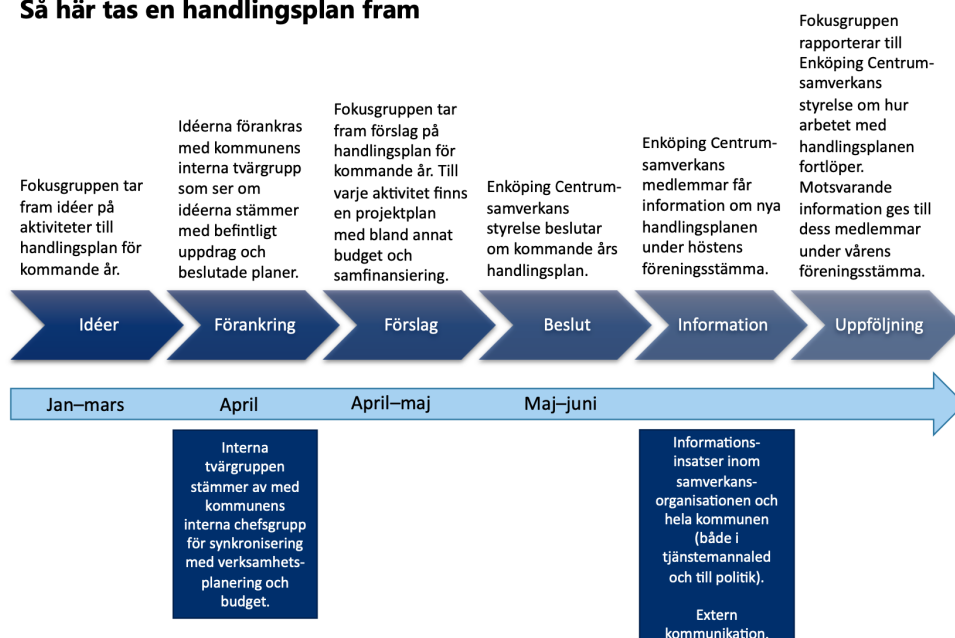 Så här tas en handlingsplan fram
Fokusgruppen tar
fram idéer på
aktiviteter till
handlingsplan för
kommande år.
Idéerna förankras
med kommunens
interna tvärgrupp
som ser om
idéerna stämmer
med befintligt
uppdrag och
beslutade planer.
Fokusgruppen tar
fram förslag på
handlingsplan för
kommande år. Till
varje aktivitet finns
en projektplan
med bland annat
budget och
samfinansiering.
Enköping Centrum-
samverkans
styrelse beslutar
om kommande års
handlingsplan.
Enköping Centrum-
samverkans
medlemmar får
information om nya
handlingsplanen
under höstens
föreningsstämma.
Fokusgruppen
rapporterar till
Enköping Centrum-
samverkans
styrelse om hur
arbetet med
handlingsplanen
fortlöper.
Motsvarande
information ges till
dess medlemmar
under vårens
föreningsstämma.
Idéer
Förankring
Förslag
Beslut
Information
Uppföljning
Jan–mars
April
April–maj
Maj–juni
Interna
tvärgruppen
stämmer av med
kommunens
interna chefsgrupp
för synkronisering
med verksamhets-
planering och
budget.
Informations-
insatser inom
samverkans-
organisationen och
hela kommunen
(både i
tjänstemannaled
och till politik).
Extern
kommunikation.